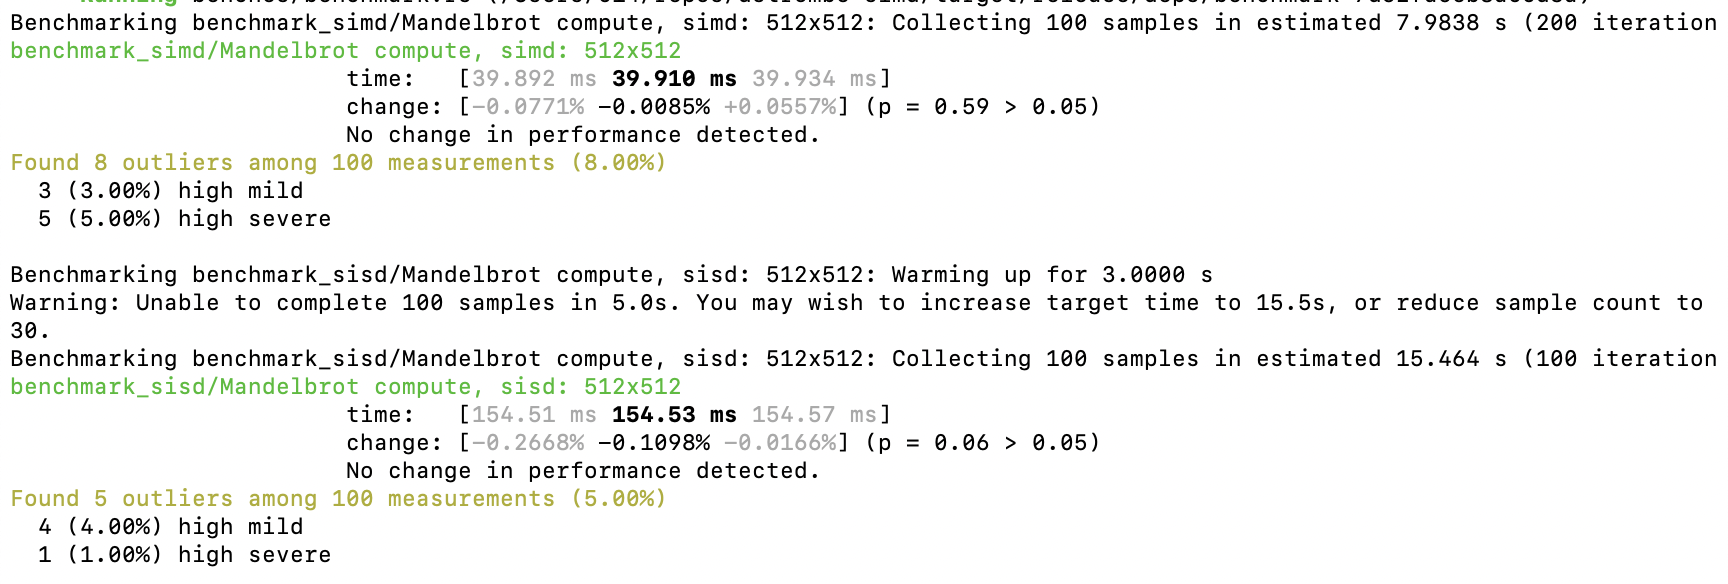 Benchmarking benchmark_simd/Mandelbrot compute, simd: 512x512: Collecting 100 samples in estimated 7.9838 s (200 iteration
benchmark_simd/Mandelbrot compute, simd: 512x512
time:   [39.892 ms 39.910 ms 39.934 ms]
change: [-0.0771% -0.0085% +0.0557%] (p = 0.59 > 0.05)
No change in performance detected.
Found 8 outliers among 100 measurements (8.00%)
3 (3.00%) high mild
5 (5.00%) high severe
Benchmarking benchmark_sisd/Mandelbrot compute, sisd: 512x512: Warming up for 3.0000 s
Warning: Unable to complete 100 samples in 5.0s. You may wish to increase target time to 15.5s, or reduce sample count to
30.
Benchmarking benchmark_sisd/Mandelbrot compute, sisd: 512x512: Collecting 100 samples in estimated 15.464 s (100 iteration
benchmark_sisd/Mandelbrot compute, sisd: 512x512
time:   [154.51 ms 154.53 ms 154.57 ms]
change: [-0.2668% -0.1098% -0.0166%] (p = 0.06 > 0.05)
No change in performance detected.
Found 5 outliers among 100 measurements (5.00%)
4 (4.00%) high mild
1 (1.00%) high severe